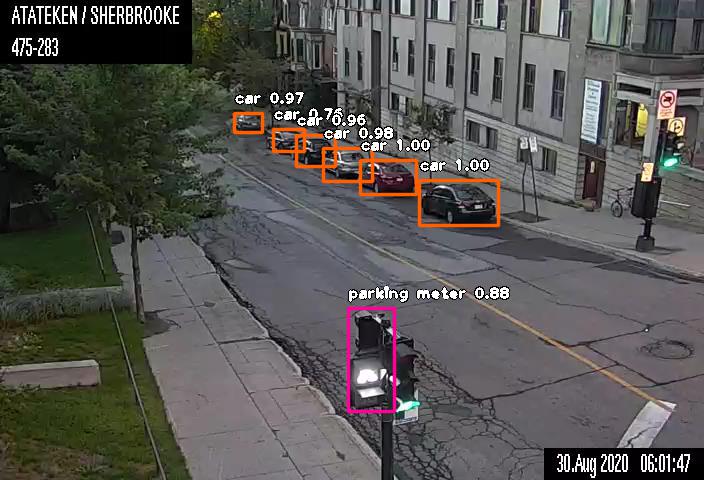 ATATEKEN / SHERBROOKE
475-283
car 0.97
car 0.76
car 0.96
car 0.98
car 1.00
car 1.00
parking meter 0.88
30.Aug 2020 06:01:47